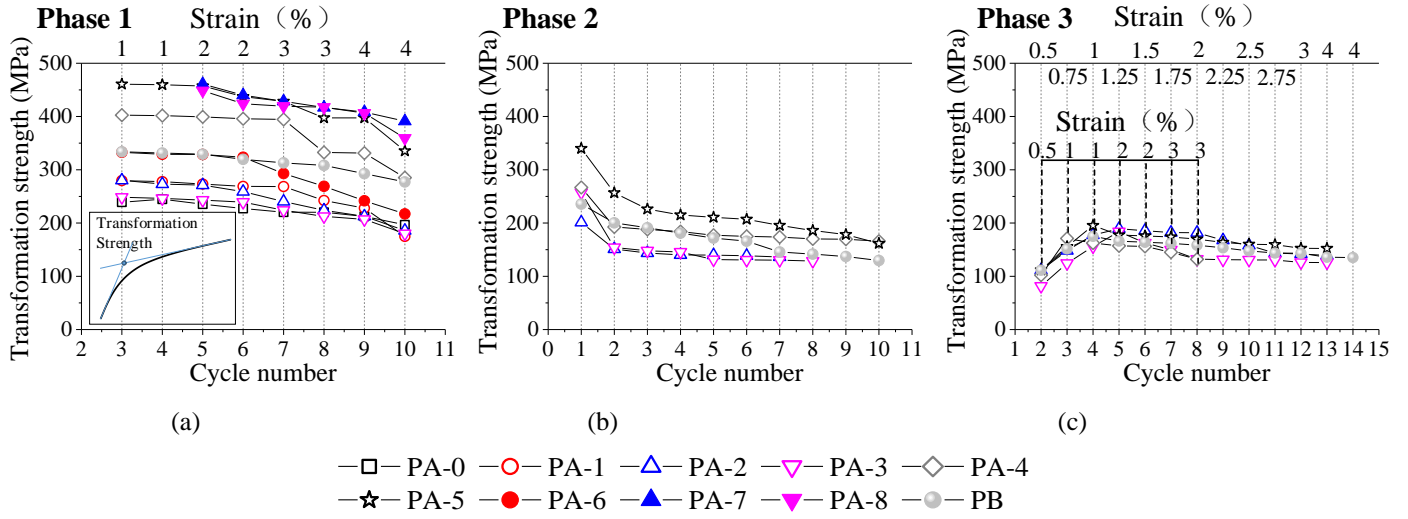 Phase 1
Strain（%）
1 1 2 2 3 3 4 4
Transformation strength (MPa)
500
400
300
200
100
0
Transformation
Strength
2 3 4 5 6 7 8 9 10 11
Cycle number
(a)
Phase 2
Transformation strength (MPa)
500
400
300
200
100
0
0 1 2 3 4 5 6 7 8 9 10 11
Cycle number
(b)
Phase 3
Strain（%）
0.5 1 1.5 2 2.5 3 4 4
0.75 1.25 1.75 2.25 2.75
Transformation strength (MPa)
500
400
300
200
100
0
Strain（%）
0.5 1 1 2 2 3 3
1 2 3 4 5 6 7 8 9 10 11 12 13 14 15
Cycle number
(c)
PA-0 PA-1 PA-2 PA-3 PA-4
PA-5 PA-6 PA-7 PA-8 PB